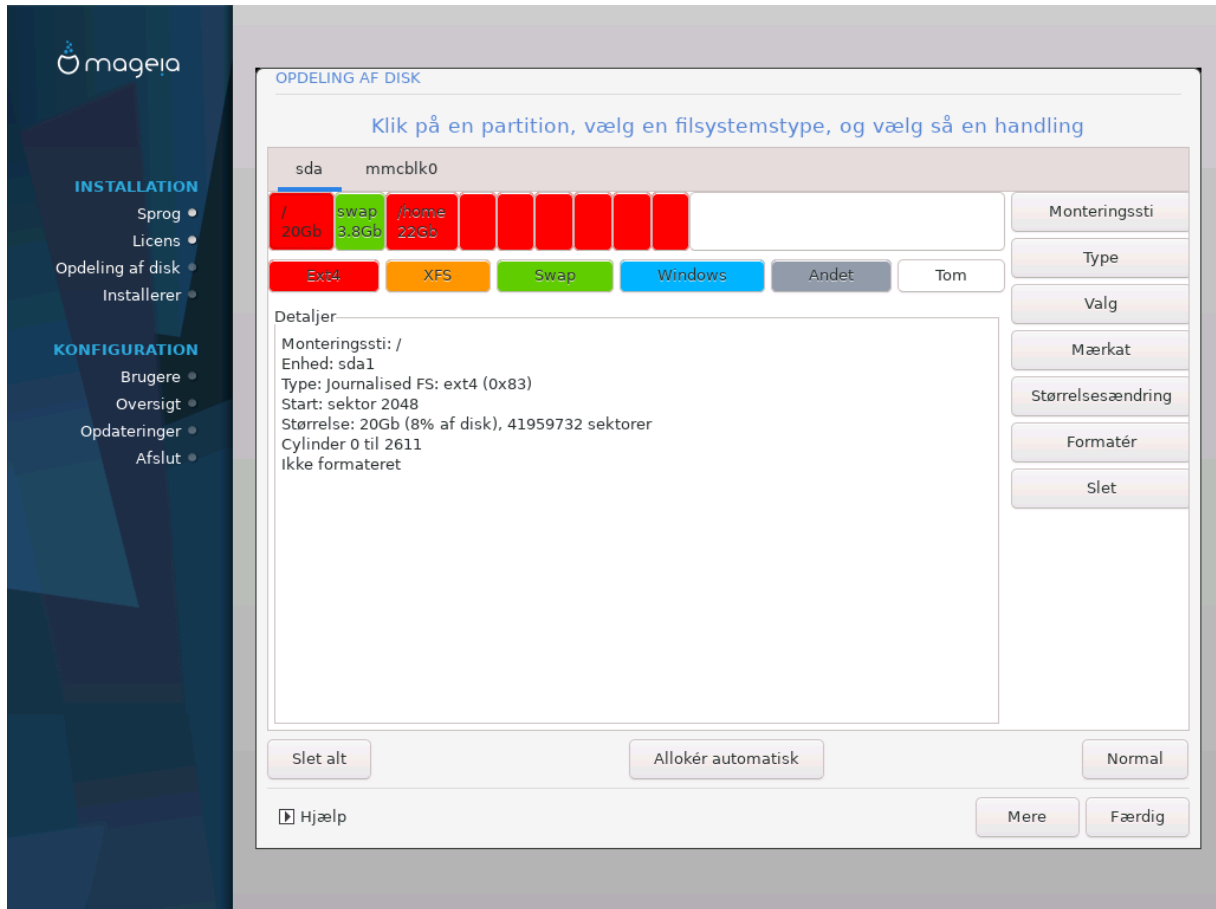 mageia
INSTALLATION
Sprog
Licens
Opdeling af disk
Installerer
KONFIGURATION
Brugere
Oversigt
Opdateringer
Afslut
OPDELING AF DISK
Klik på en partition, vælg en filsystemstype, og vælg så en handling
sda mmcblk0
/ swap /home
20Gb 3.8Gb 22Gb
Ext4 XFS Swap Windows Andet Tom
Detaljer
Monteringssti: /
Enhed: sda1
Type: Journalised FS: ext4 (0x83)
Start: sektor 2048
Størrelse: 20Gb (8% af disk), 41959732 sektorer
Cylinder 0 til 2611
Ikke formateret
Monteringssti
Type
Valg
Mærkat
Størrelsesændring
Formatér
Slet
Slet alt Allokér automatisk Normal
Hjælp Mere Færdig